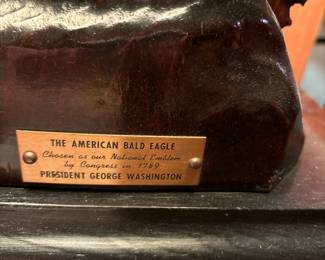 THE AMERICAN BALD EAGLE
Chosen as our National Emblem
by Congress in 1789
PRESIDENT GEORGE WASHINGTON